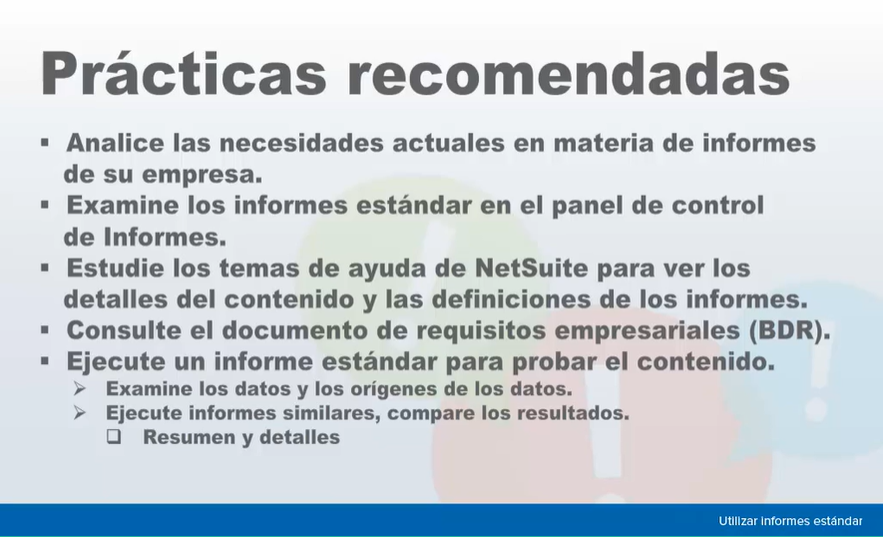 Prácticas recomendadas
▪ Analice las necesidades actuales en materia de informes
de su empresa.
▪ Examine los informes estándar en el panel de control
de Informes.
▪ Estudie los temas de ayuda de NetSuite para ver los
detalles del contenido y las definiciones de los informes.
▪ Consulte el documento de requisitos empresariales (BDR).
▪ Ejecute un informe estándar para probar el contenido.
➢ Examine los datos y los orígenes de los datos.
➢ Ejecute informes similares, compare los resultados.
❑ Resumen y detalles
Utilizar informes estándar